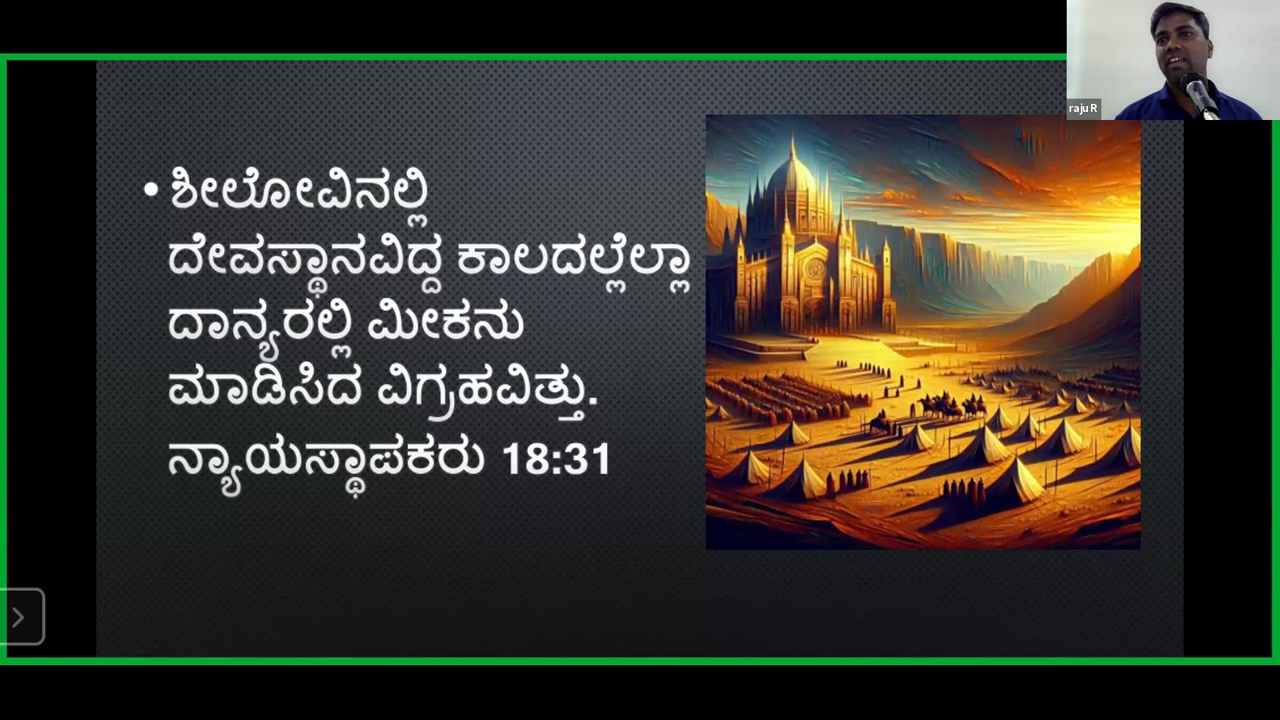 raju R
• ಶೀಲೋವಿನಲ್ಲಿ
ದೇವಸ್ಥಾನವಿದ್ದ ಕಾಲದಲ್ಲೆಲ್ಲಾ
ದಾನ್ಯರಲ್ಲಿ ಮೀಕನು
ಮಾಡಿಸಿದ ವಿಗ್ರಹವಿತ್ತು.
ನ್ಯಾಯಸ್ಥಾಪಕರು 18:31